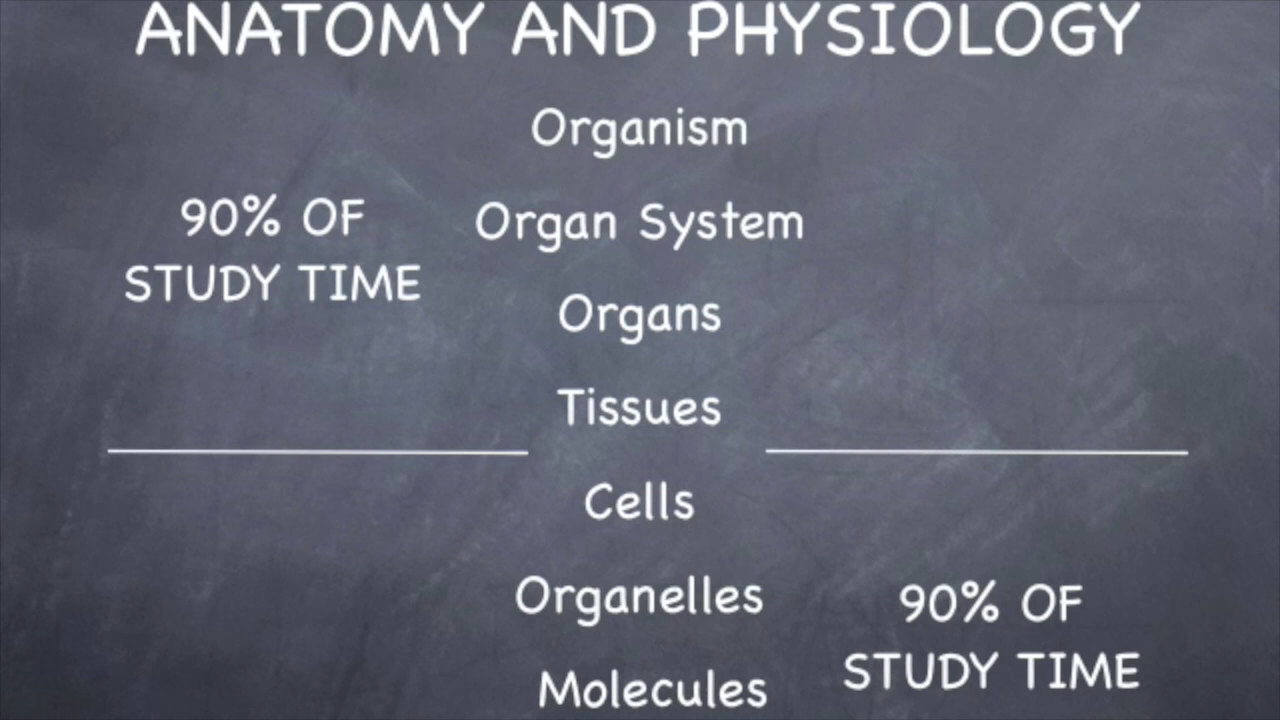 ANATOMY AND PHYSIOLOGY
Organism
90% OF
STUDY TIME
Organ System
Organs
Tissues
Cells
Organelles
90% OF
STUDY TIME
Molecules